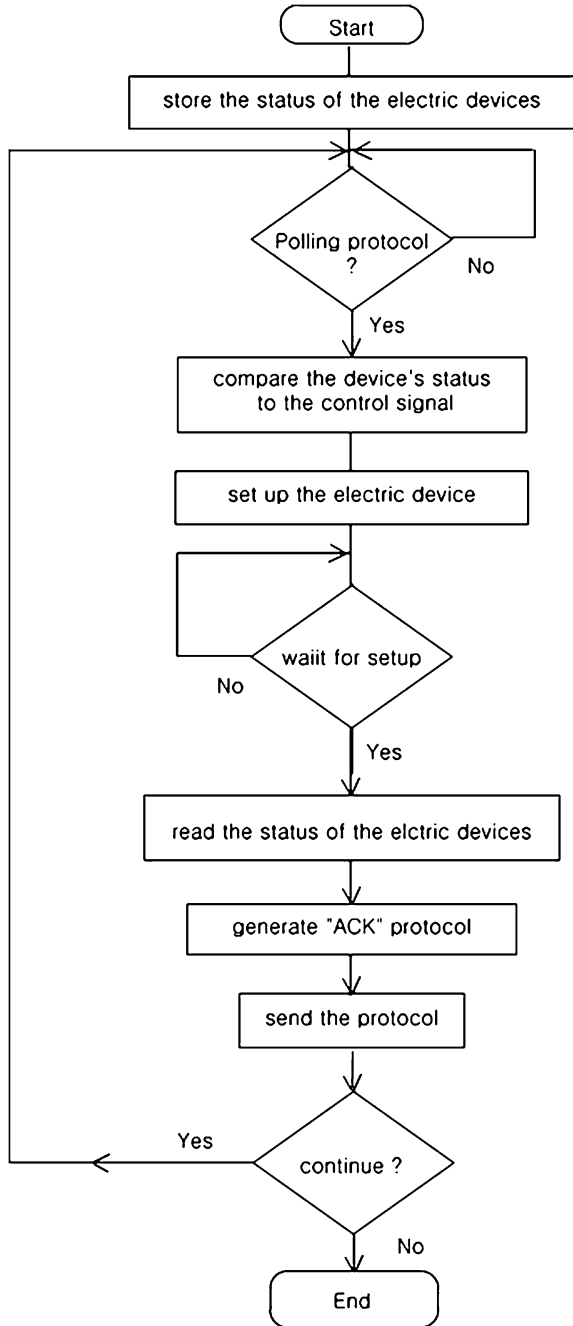 Start
store the status of the electric devices
Polling protocol
?
No
Yes
compare the device's status
to the control signal
set up the electric device
waiit for setup
No
Yes
read the status of the elctric devices
generate "ACK" protocol
send the protocol
Yes
continue ?
No
End